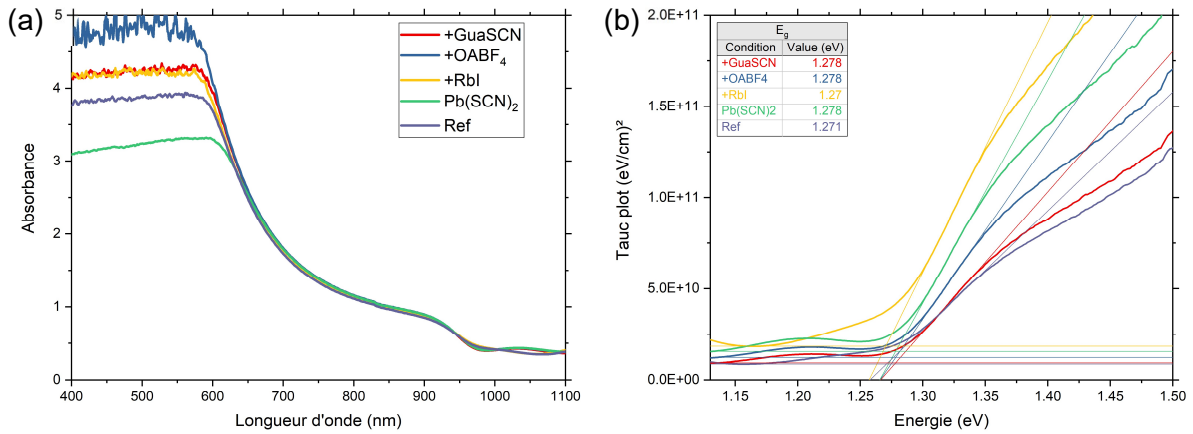 (a)
Absorbance
5
4
3
2
1
0
400 500 600 700 800 900 1000 1100
Longueur d'onde (nm)
+GuaSCN
+OABF4
+RbI
Pb(SCN)2
Ref
(b)
Tauc plot (eV/cm)²
2.0E+11
1.5E+11
1.0E+11
5.0E+10
0.0E+00
1.15 1.20 1.25 1.30 1.35 1.40 1.45 1.50
Energie (eV)
Eg
Condition Value (eV)
+GuaSCN 1.278
+OABF4 1.278
+RbI 1.27
Pb(SCN)2 1.278
Ref 1.271